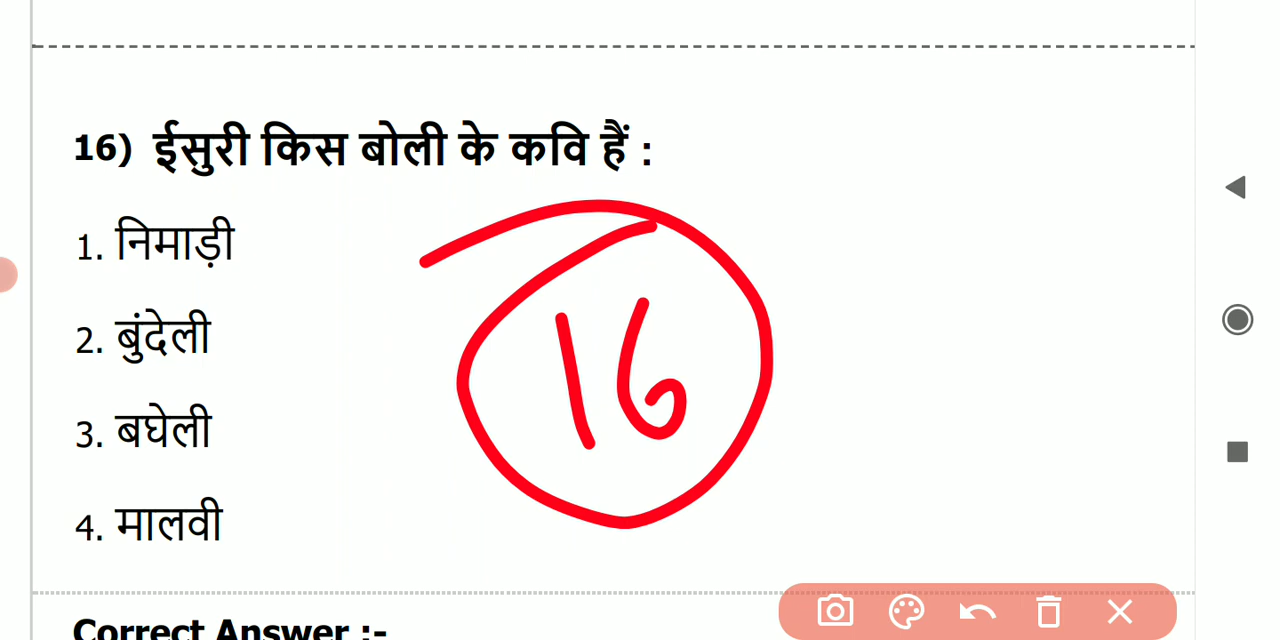 16) ईसुरी किस बोली के कवि हैं :
1. निमाड़ी
16
2. बुंदेली
3. बघेली
4. मालवी
Correct Answer :-